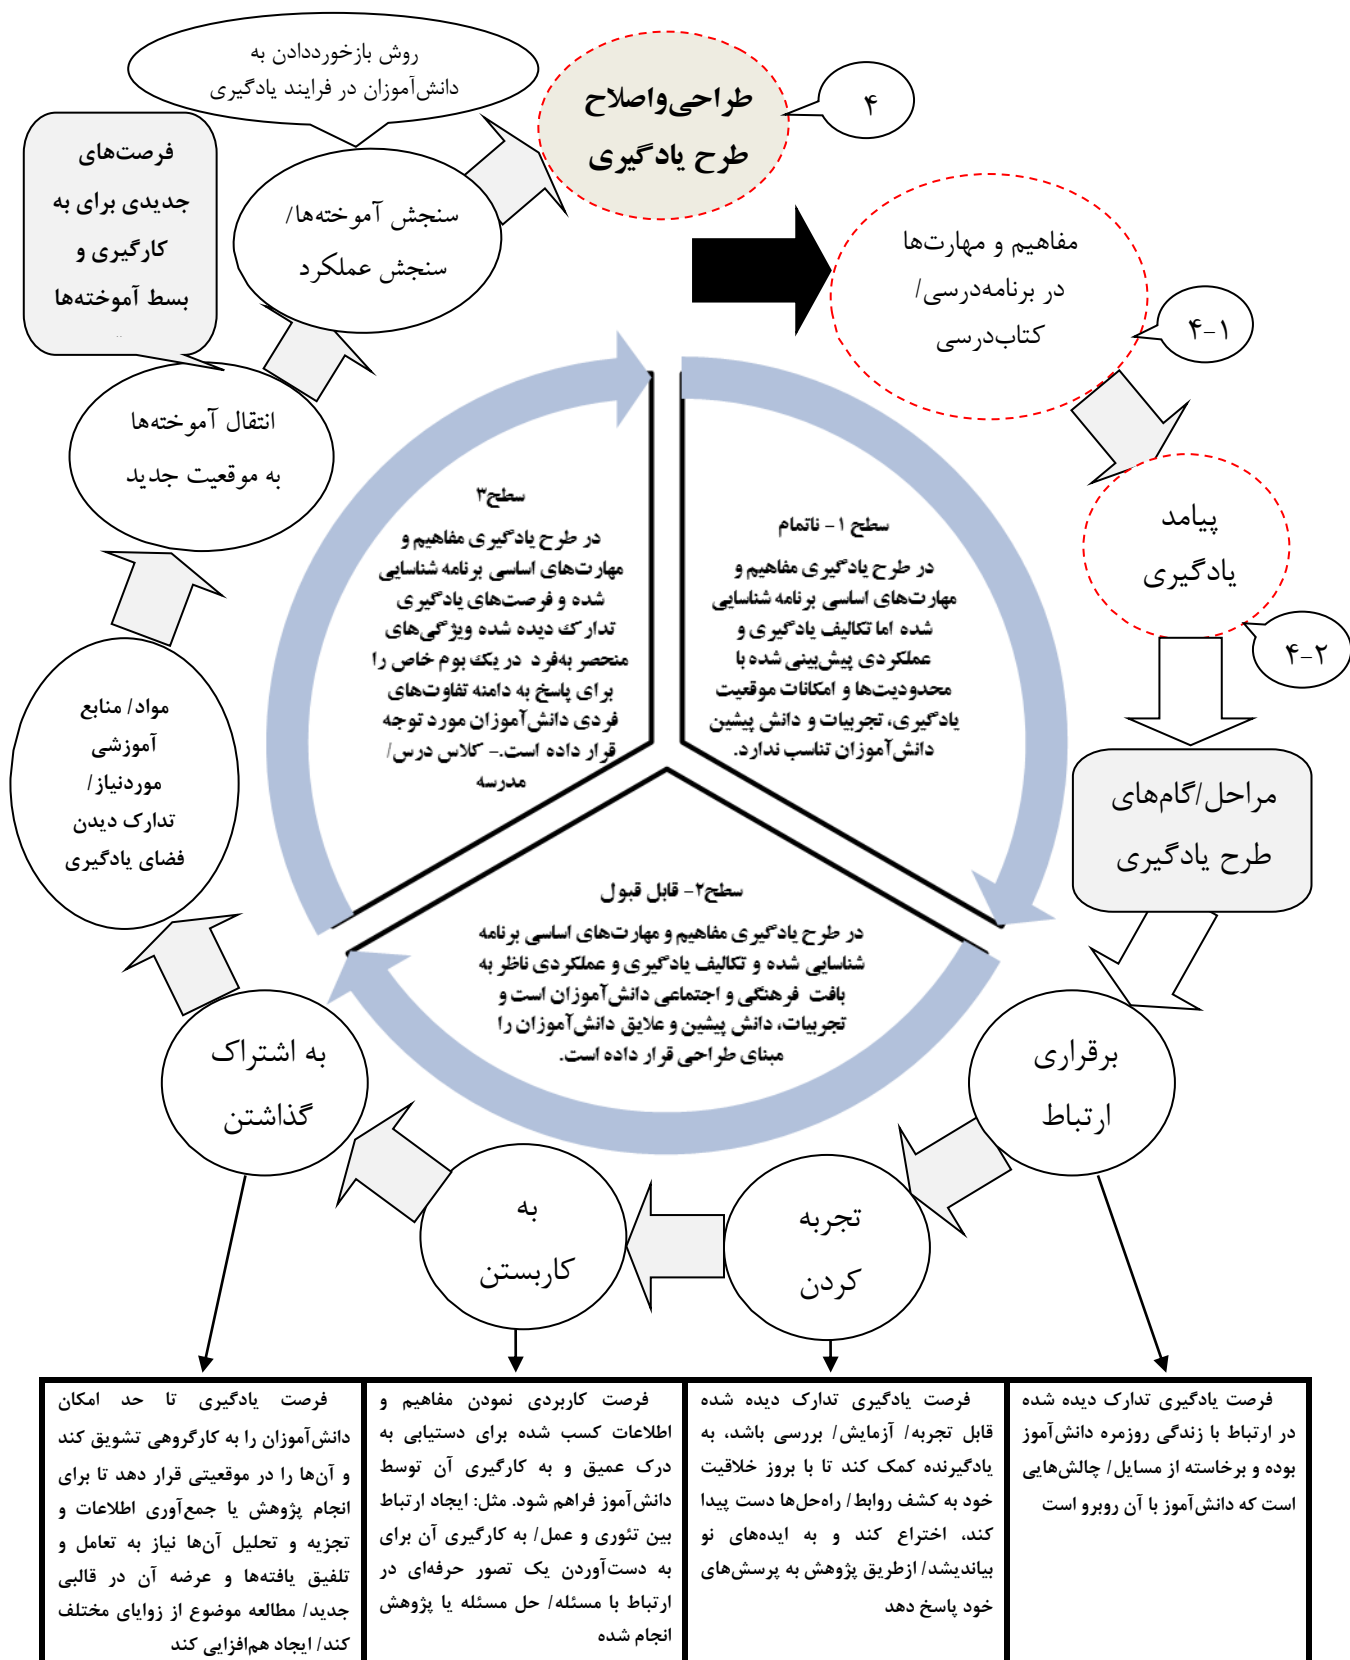 طراحی‌واصلاح
طرح یادگیری
۴
مفاهیم و مهارت‌ها
در برنامه‌درسی/
کتاب‌درسی
۴-۱
پیامد
یادگیری
۴-۲
مراحل/گام‌های
طرح یادگیری
برقراری
ارتباط
تجربه
کردن
به
کاربستن
به اشتراک
گذاشتن
مواد/ منابع
آموزشی
موردنیاز/
تدارک دیدن
فضای یادگیری
انتقال آموخته‌ها
به موقعیت جدید
فرصت‌های
جدیدی برای به
کارگیری و
بسط آموخته‌ها
سنجش آموخته‌ها/
سنجش عملکرد
روش بازخورددادن به
دانش‌آموزان در فرایند یادگیری
سطح ۱ - ناتمام
در طرح یادگیری مفاهیم و
مهارت‌های اساسی برنامه شناسایی
شده اما تکالیف یادگیری و
عملکردی پیش‌بینی شده با
محدودیت‌ها و امکانات موقعیت
یادگیری، تجربیات و دانش پیشین
دانش‌آموزان تناسب ندارد.
سطح۲- قابل قبول
در طرح یادگیری مفاهیم و مهارت‌های اساسی برنامه
شناسایی شده و تکالیف یادگیری و عملکردی ناظر به
بافت فرهنگی و اجتماعی دانش‌آموزان است و
تجربیات، دانش پیشین و علایق دانش‌آموزان را
مبنای طراحی قرار داده است.
سطح۳
در طرح یادگیری مفاهیم و
مهارت‌های اساسی برنامه شناسایی
شده و فرصت‌های یادگیری
تدارک دیده شده ویژگی‌های
منحصر به‌فرد در یک بوم خاص را
برای پاسخ به دامنه تفاوت‌های
فردی دانش‌آموزان مورد توجه
قرار داده است.- کلاس درس/
مدرسه
فرصت یادگیری تدارک دیده شده
در ارتباط با زندگی روزمره دانش‌آموز
بوده و برخاسته از مسایل/ چالش‌هایی
است که دانش‌آموز با آن روبرو است
فرصت یادگیری تدارک دیده شده
قابل تجربه/ آزمایش/ بررسی باشد، به
یادگیرنده کمک کند تا با بروز خلاقیت
خود به کشف روابط/ راه‌حل‌ها دست پیدا
کند، اختراع کند و به ایده‌های نو
بیاندیشد/ ازطریق پژوهش به پرسش‌های
خود پاسخ دهد
فرصت کاربردی نمودن مفاهیم و
اطلاعات کسب شده برای دستیابی به
درک عمیق و به کارگیری آن توسط
دانش‌آموز فراهم شود. مثل: ایجاد ارتباط
بین تئوری و عمل/ به کارگیری آن برای
به دست‌آوردن یک تصور حرفه‌ای در
ارتباط با مسئله/ حل مسئله یا پژوهش
انجام شده
فرصت یادگیری تا حد امکان
دانش‌آموزان را به کارگروهی تشویق کند
و آن‌ها را در موقعیتی قرار دهد تا برای
انجام پژوهش یا جمع‌آوری اطلاعات و
تجزیه و تحلیل آن‌ها نیاز به تعامل و
تلفیق یافته‌ها و عرضه آن در قالبی
جدید/ مطالعه موضوع از زوایای مختلف
کند/ ایجاد هم‌افزایی کند